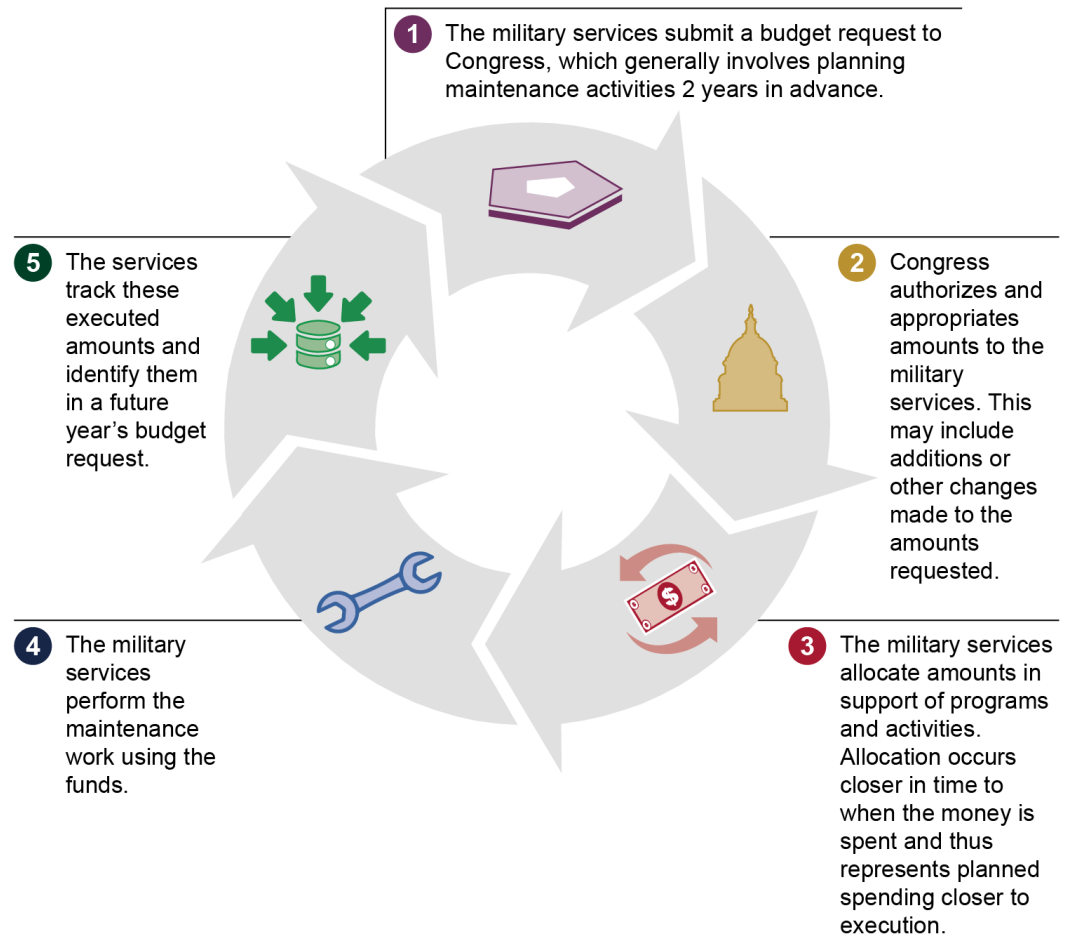 1 The military services submit a budget request to
Congress, which generally involves planning
maintenance activities 2 years in advance.
2 Congress
authorizes and
appropriates
amounts to the
military
services. This
may include
additions or
other changes
made to the
amounts
requested.
$
3 The military services
allocate amounts in
support of programs
and activities.
Allocation occurs
closer in time to
when the money is
spent and thus
represents planned
spending closer to
execution.
4 The military
services
perform the
maintenance
work using the
funds.
5 The services
track these
executed
amounts and
identify them
in a future
year’s budget
request.